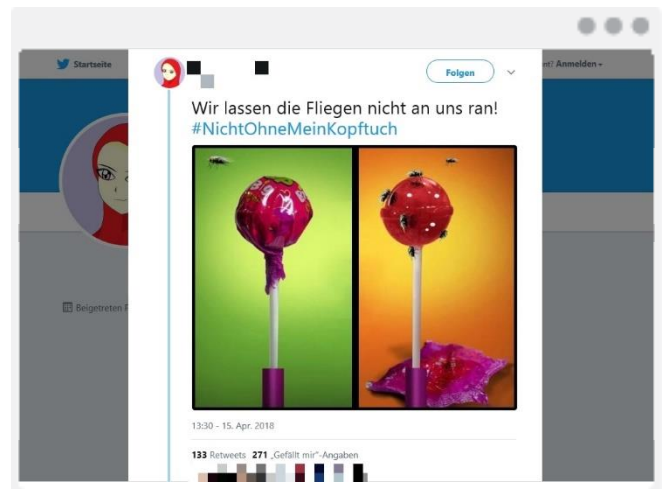 Startseite
Folgen
nt? Anmelden
Wir lassen die Fliegen nicht an uns ran!
#NichtOhneMeinKopftuch
Beigetreten F
13:30 - 15. Apr. 2018
133 Retweets 271 „Gefällt mir“-Angaben